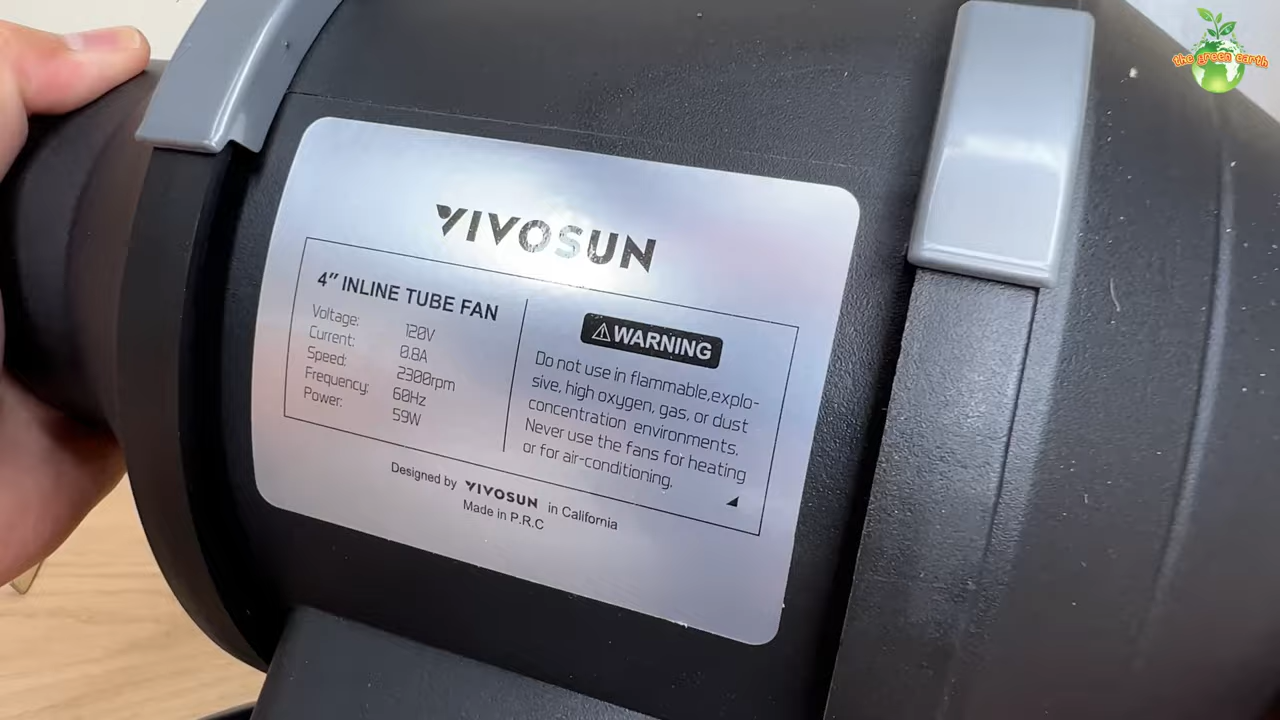 the green earth
VIVOSUN
4" INLINE TUBE FAN
Voltage: 120V
Current: 0.8A
Speed: 2300rpm
Frequency: 60Hz
Power: 59W
⚠WARNING
Do not use in flammable,explo-
sive, high oxygen, gas, or dust
concentration environments.
Never use the fans for heating
or for air-conditioning.
Designed by VIVOSUN in California
Made in P.R.C